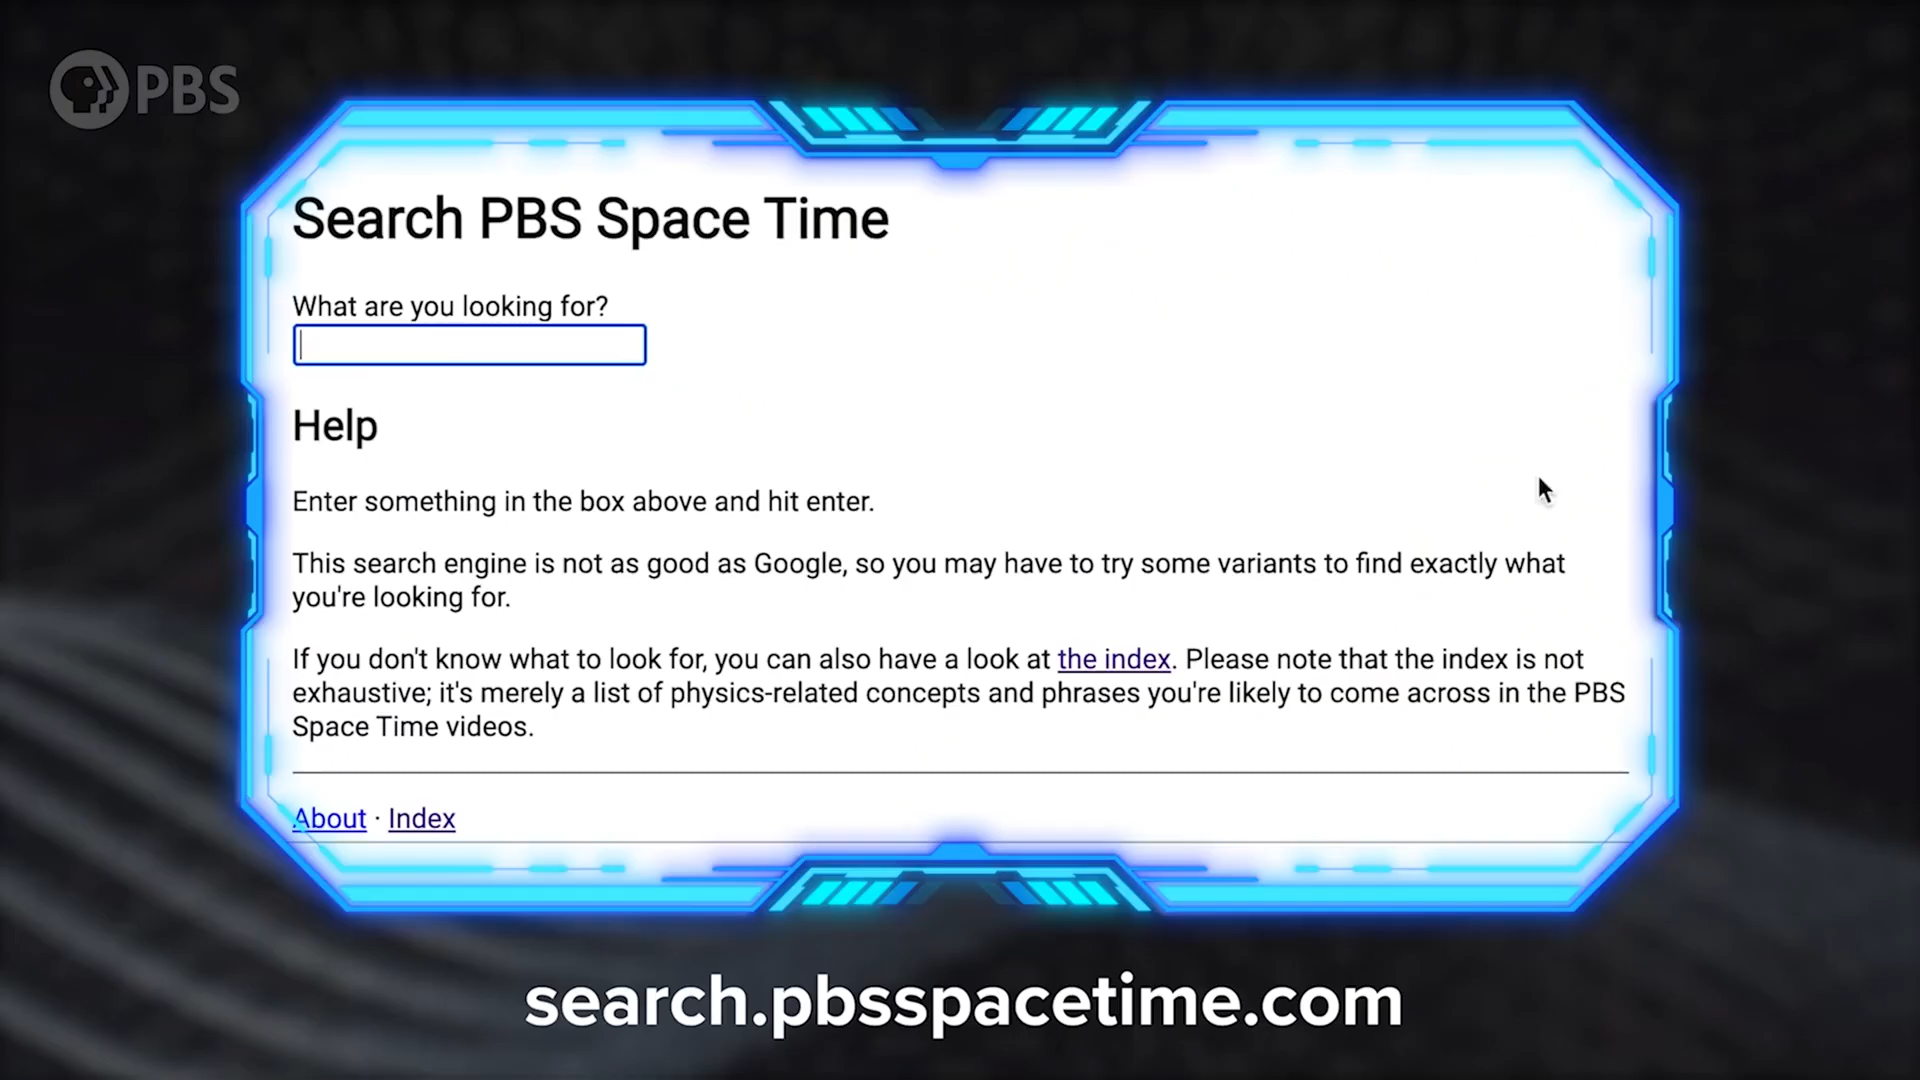 PBS
Search PBS Space Time
What are you looking for?
Help
Enter something in the box above and hit enter.
This search engine is not as good as Google, so you may have to try some variants to find exactly what
you're looking for.
If you don't know what to look for, you can also have a look at the index. Please note that the index is not
exhaustive; it's merely a list of physics-related concepts and phrases you're likely to come across in the PBS
Space Time videos.
About · Index
search.pbsspacetime.com